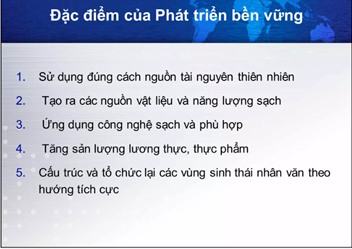 Đặc điểm của Phát triển bền vững
1. Sử dụng đúng cách nguồn tài nguyên thiên nhiên
2. Tạo ra các nguồn vật liệu và năng lượng sạch
3. Ứng dụng công nghệ sạch và phù hợp
4. Tăng sản lượng lương thực, thực phẩm
5. Cấu trúc và tổ chức lại các vùng sinh thái nhân văn theo
hướng tích cực